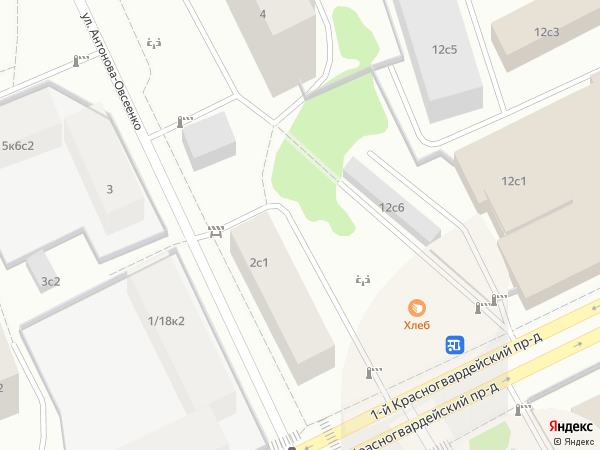 4
12с3
12с5
ул. Антонова-Овсеенко
5к6с2
3
12с1
12с6
2с1
3с2
Хлеб
1/18к2
1-й Красногвардейский пр-д
Красногвардейский пр-д
2
Яндекс
© Яндекс